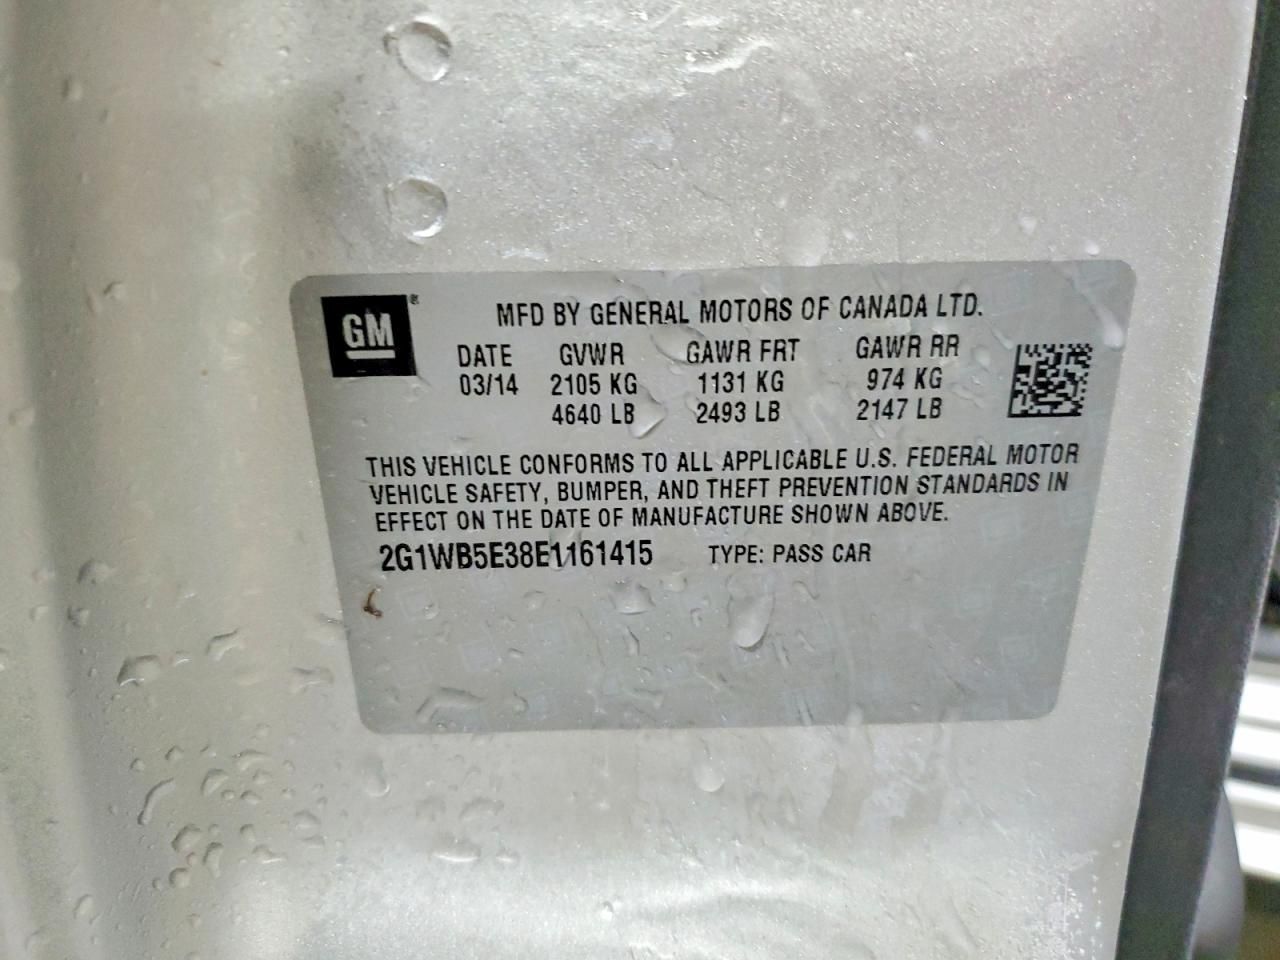 GM®
MFD BY GENERAL MOTORS OF CANADA LTD.
DATE GVWR GAWR FRT GAWR RR
03/14 2105 KG 1131 KG 974 KG
4640 LB 2493 LB 2147 LB
THIS VEHICLE CONFORMS TO ALL APPLICABLE U.S. FEDERAL MOTOR
VEHICLE SAFETY, BUMPER, AND THEFT PREVENTION STANDARDS IN
EFFECT ON THE DATE OF MANUFACTURE SHOWN ABOVE.
2G1WB5E38E1161415 TYPE: PASS CAR